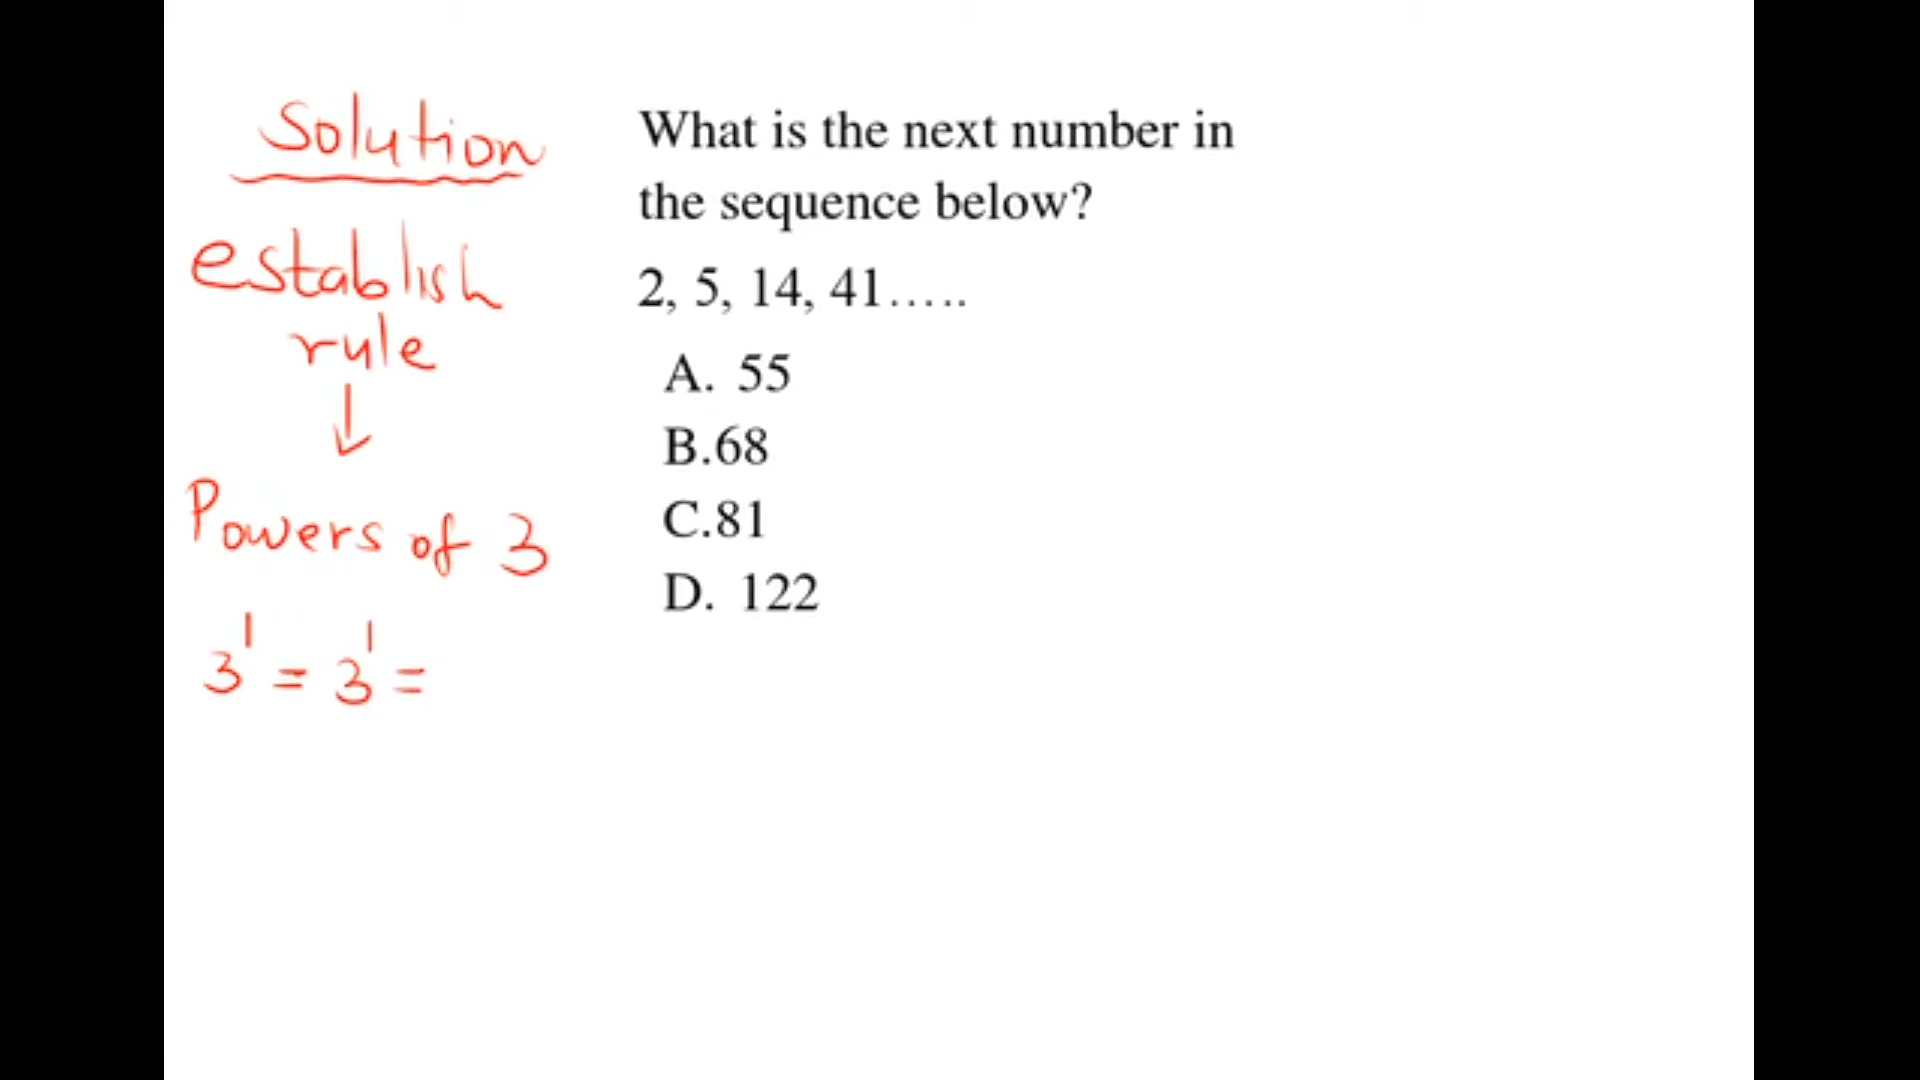 Solution
establish
rule
↓
Powers of 3
3¹ = 3¹ =
What is the next number in
the sequence below?
2, 5, 14, 41.....
A. 55
B.68
C.81
D. 122